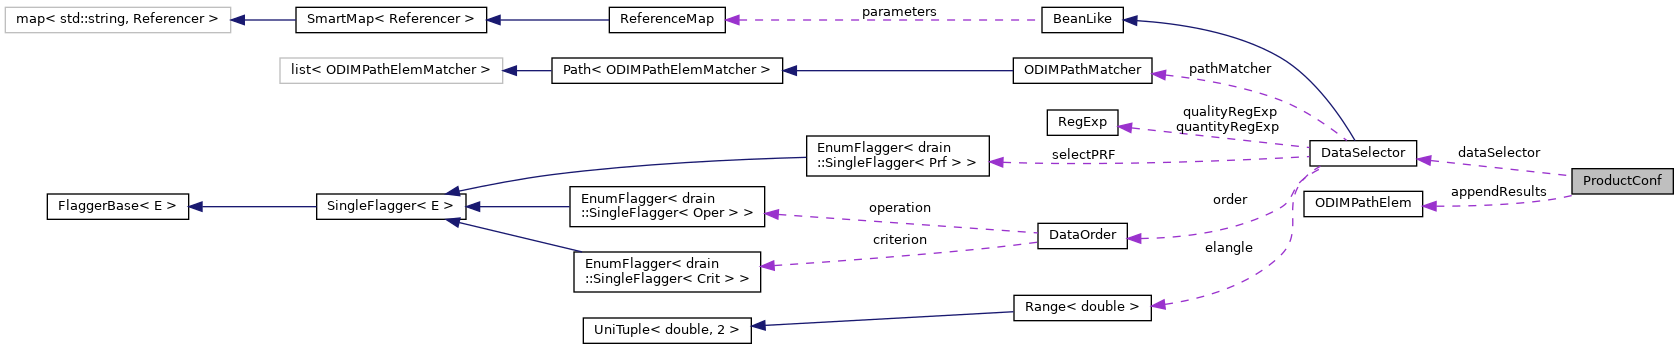 map< std::string, Referencer >
SmartMap< Referencer >
ReferenceMap
parameters
BeanLike
list< ODIMPathElemMatcher >
Path< ODIMPathElemMatcher >
ODIMPathMatcher
pathMatcher
RegExp
qualityRegExp
quantityRegExp
EnumFlagger< drain
::SingleFlagger< Prf > >
selectPRF
DataSelector
dataSelector
ProductConf
FlaggerBase< E >
SingleFlagger< E >
EnumFlagger< drain
::SingleFlagger< Oper > >
operation
order
ODIMPathElem
appendResults
criterion
DataOrder
elangle
EnumFlagger< drain
::SingleFlagger< Crit > >
Range< double >
UniTuple< double, 2 >